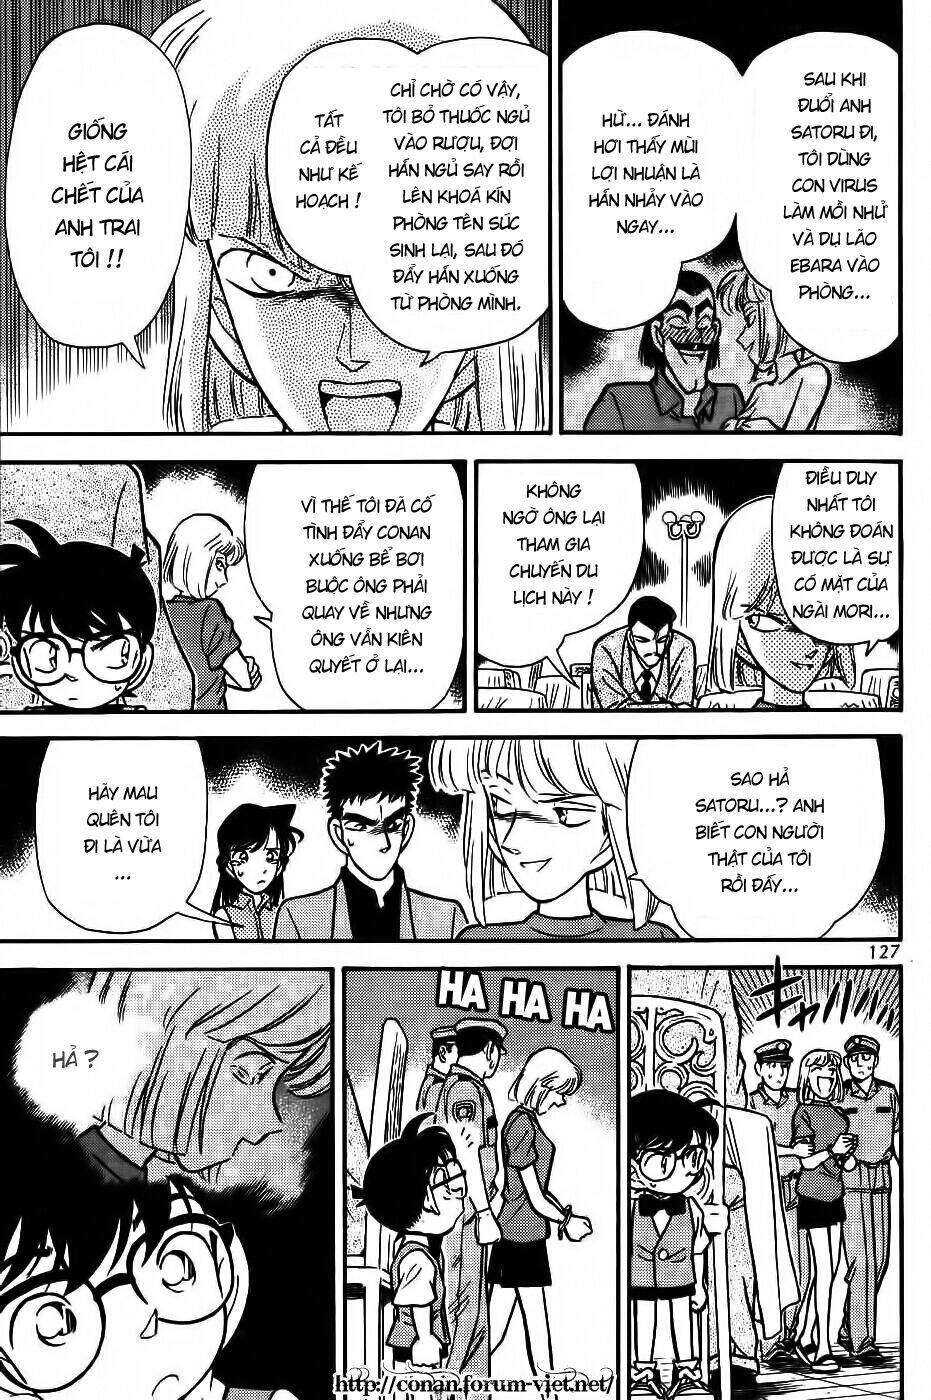 SAU KHI
ĐUỔI ANH
SATORU ĐI,
TÔI DÙNG
CON VIRUS
LÀM MỒI NHỬ
VÀ DỤ LÃO
EBARA VÀO
PHÒNG...
HỪ... ĐÁNH
HƠI THẤY MÙI
LỢI NHUẬN LÀ
HẮN NHẢY VÀO
NGAY...
CHỈ CHỜ CÓ VẬY,
TÔI BỎ THUỐC NGỦ
VÀO RƯỢU, ĐỢI
HẮN NGỦ SAY RỒI
LÊN KHOÁ KÍN
PHÒNG TÊN SÚC
SINH LẠI, SAU ĐÓ
ĐẨY HẮN XUỐNG
TỪ PHÒNG MÌNH.
TẤT
CẢ ĐỀU
NHƯ KẾ
HOẠCH !
GIỐNG
HỆT CÁI
CHẾT CỦA
ANH TRAI
TÔI !!
ĐIỀU DUY
NHẤT TÔI
KHÔNG ĐOÁN
ĐƯỢC LÀ SỰ
CÓ MẶT CỦA
NGÀI MORI...
KHÔNG
NGỜ ÔNG LẠI
THAM GIA
CHUYẾN DU
LỊCH NÀY !
VÌ THẾ TÔI ĐÃ CỐ
TÌNH ĐẨY CONAN
XUỐNG BỂ BƠI
BUỘC ÔNG PHẢI
QUAY VỀ NHƯNG
ÔNG VẪN KIÊN
QUYẾT Ở LẠI...
SAO HẢ
SATORU...? ANH
BIẾT CON NGƯỜI
THẬT CỦA TÔI
RỒI ĐẤY...
HÃY MAU
QUÊN TÔI
ĐI LÀ VỪA
...
127
キャハハハ
HA HA HA
HẢ ?
http://conan.forum-viet.net/